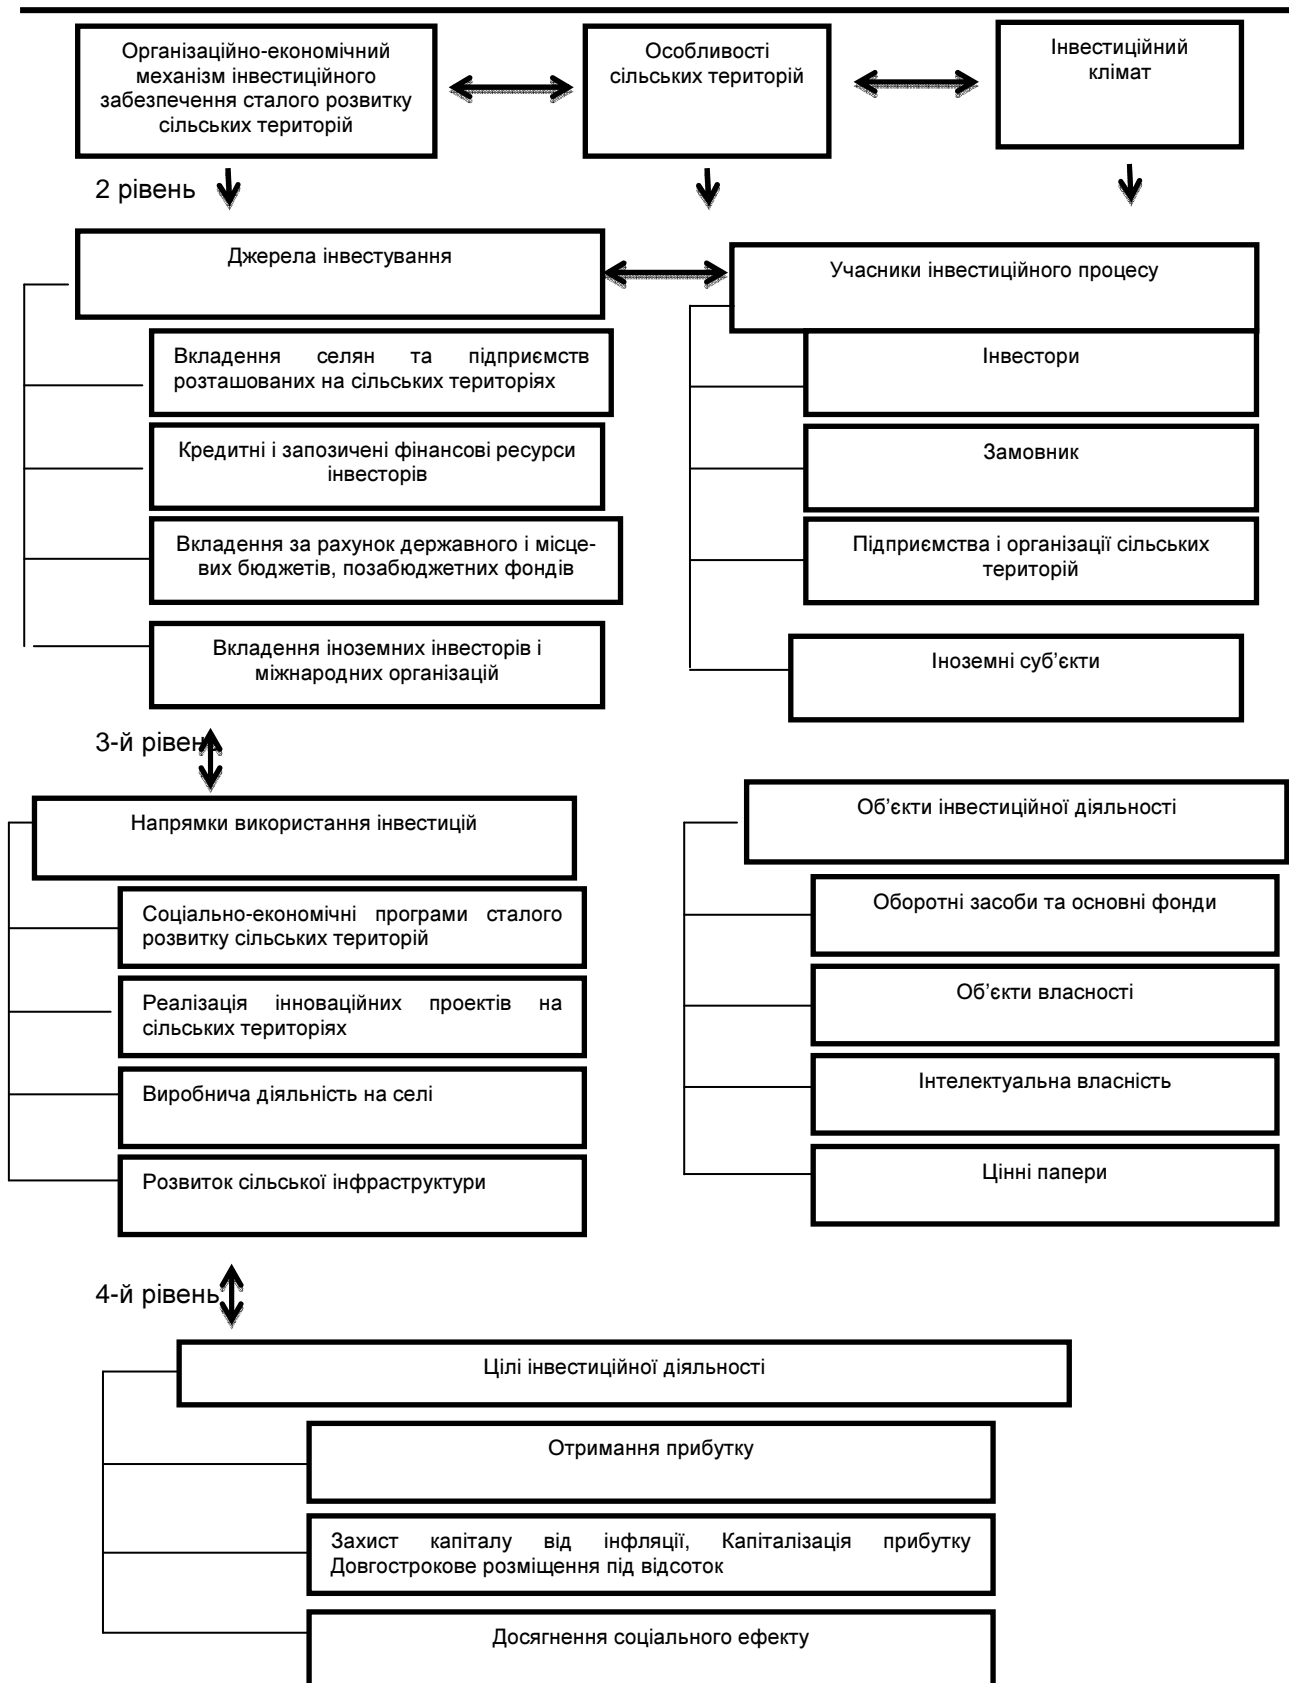 Організаційно-економічний
механізм інвестиційного
забезпечення сталого розвитку
сільських територій
Особливості
сільських територій
Інвестиційний
клімат
2 рівень
Джерела інвестування
Учасники інвестиційного процесу
Вкладення селян та підприємств
розташованих на сільських територіях
Інвестори
Кредитні і запозичені фінансові ресурси
інвесторів
Замовник
Вкладення за рахунок державного і місце-
вих бюджетів, позабюджетних фондів
Підприємства і організації сільських
територій
Вкладення іноземних інвесторів і
міжнародних організацій
Іноземні суб’єкти
3-й рівень
Напрямки використання інвестицій
Об’єкти інвестиційної діяльності
Соціально-економічні програми сталого
розвитку сільських територій
Оборотні засоби та основні фонди
Реалізація інноваційних проектів на
сільських територіях
Об’єкти власності
Виробнича діяльність на селі
Інтелектуальна власність
Розвиток сільської інфраструктури
Цінні папери
4-й рівень
Цілі інвестиційної діяльності
Отримання прибутку
Захист капіталу від інфляції, Капіталізація прибутку
Довгострокове розміщення під відсоток
Досягнення соціального ефекту